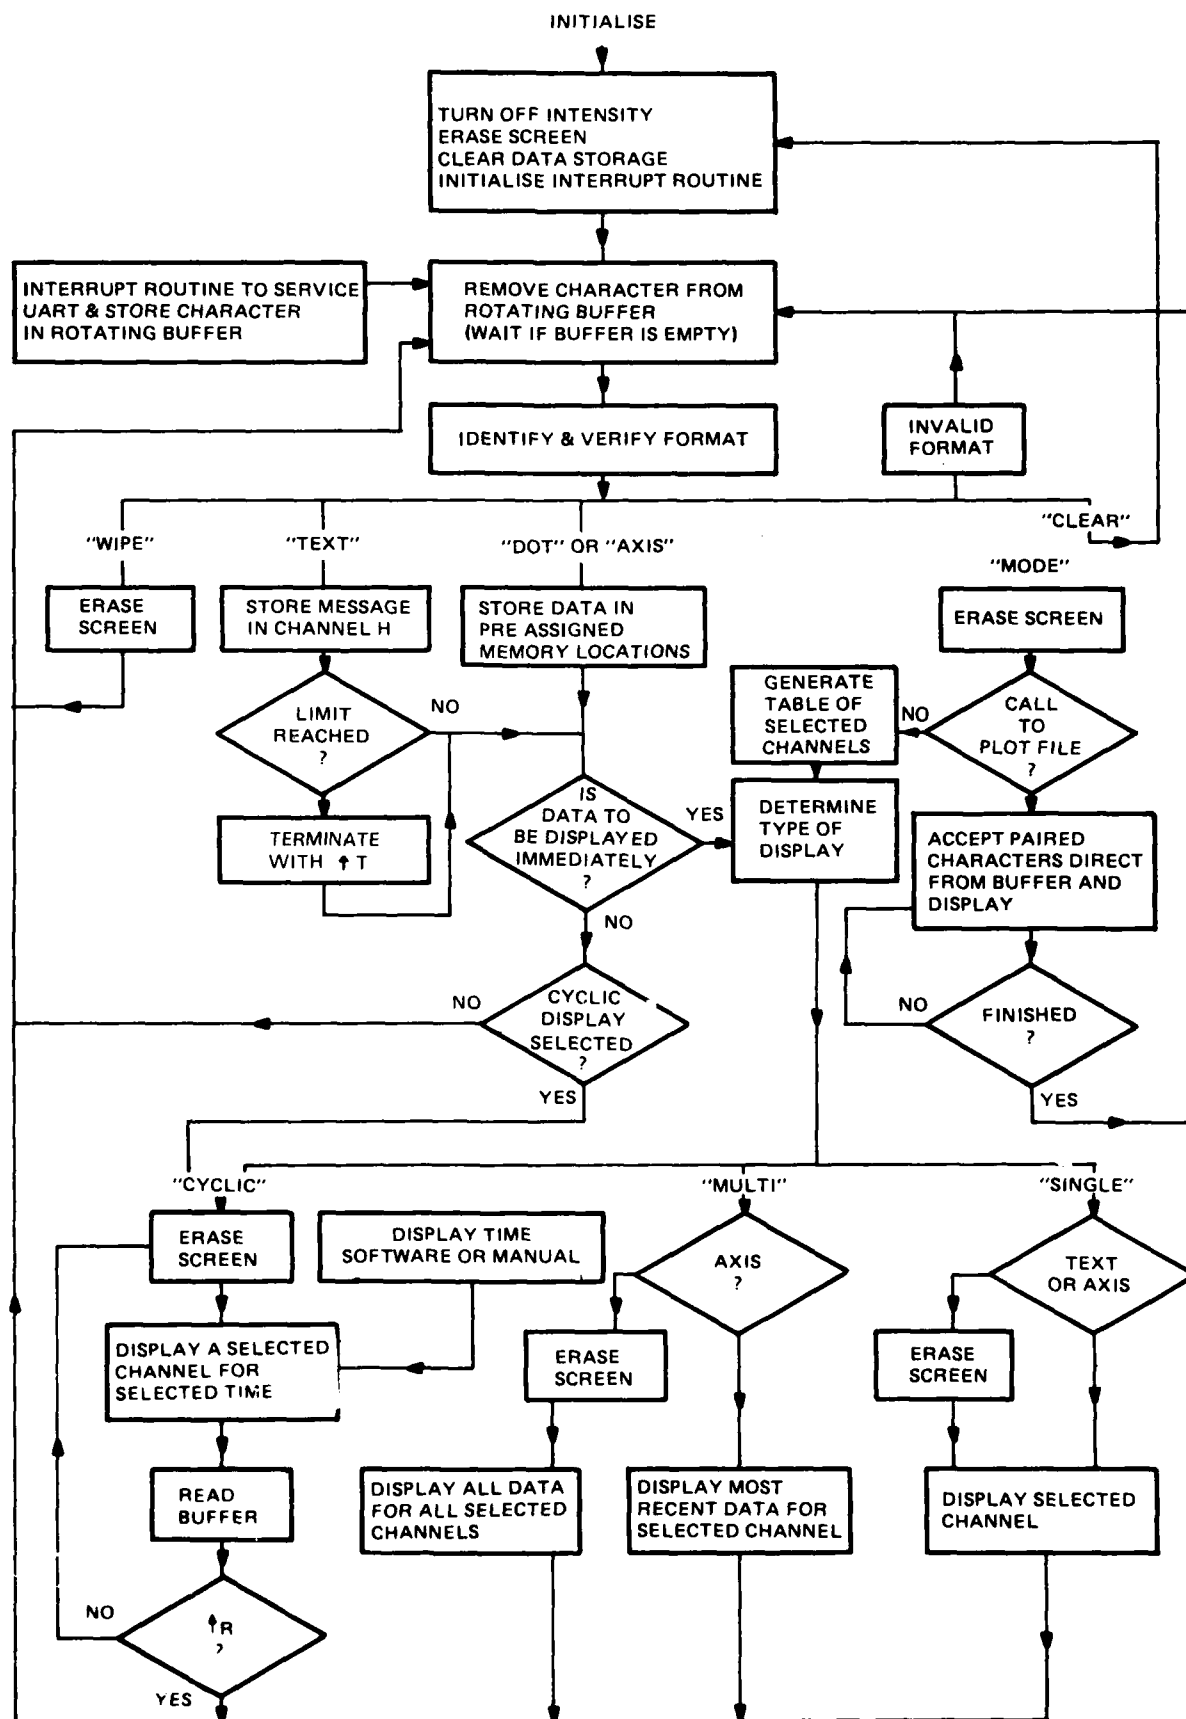 INITIALISE
TURN OFF INTENSITY
ERASE SCREEN
CLEAR DATA STORAGE
INITIALISE INTERRUPT ROUTINE
INTERRUPT ROUTINE TO SERVICE
UART & STORE CHARACTER
IN ROTATING BUFFER
REMOVE CHARACTER FROM
ROTATING BUFFER
(WAIT IF BUFFER IS EMPTY)
IDENTIFY & VERIFY FORMAT
INVALID
FORMAT
"CLEAR"
"WIPE"
"TEXT"
"DOT" OR "AXIS"
"MODE"
ERASE
SCREEN
STORE MESSAGE
IN CHANNEL H
STORE DATA IN
PRE ASSIGNED
MEMORY LOCATIONS
ERASE SCREEN
GENERATE
TABLE OF
SELECTED
CHANNELS
NO
CALL
TO
PLOT FILE
?
LIMIT
REACHED
?
NO
TERMINATE
WITH ↑ T
IS
DATA TO
BE DISPLAYED
IMMEDIATELY
?
YES
NO
DETERMINE
TYPE OF
DISPLAY
ACCEPT PAIRED
CHARACTERS DIRECT
FROM BUFFER AND
DISPLAY
NO
CYCLIC
DISPLAY
SELECTED
?
YES
NO
FINISHED
?
YES
"CYCLIC"
"MULTI"
"SINGLE"
ERASE
SCREEN
DISPLAY TIME
SOFTWARE OR MANUAL
AXIS
?
TEXT
OR AXIS
DISPLAY A SELECTED
CHANNEL FOR
SELECTED TIME
ERASE
SCREEN
ERASE
SCREEN
READ
BUFFER
DISPLAY ALL DATA
FOR ALL SELECTED
CHANNELS
DISPLAY MOST
RECENT DATA FOR
SELECTED CHANNEL
DISPLAY SELECTED
CHANNEL
NO
↑R
?
YES